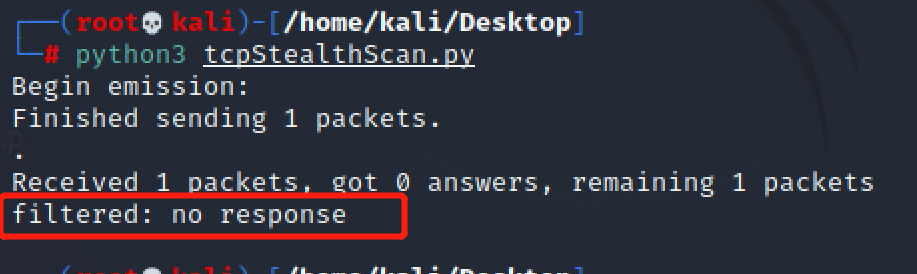 (root💀kali)-[/home/kali/Desktop]
# python3 tcpStealthScan.py
Begin emission:
Finished sending 1 packets.
.
Received 1 packets, got 0 answers, remaining 1 packets
filtered: no response
(root💀kali)-[/home/kali/Desktop]